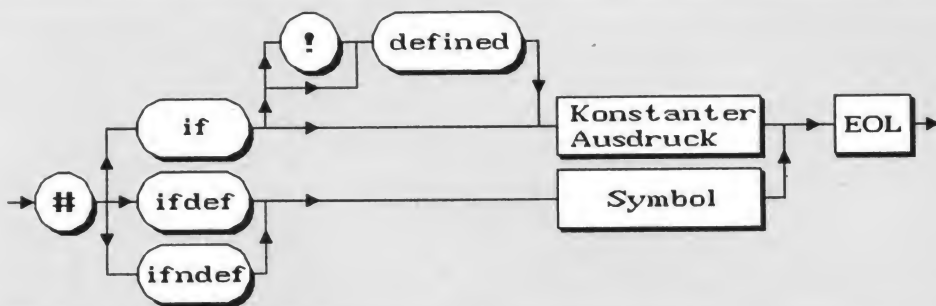 ! defined
if Konstanter
Ausdruck EOL
# ifdef Symbol
ifndef